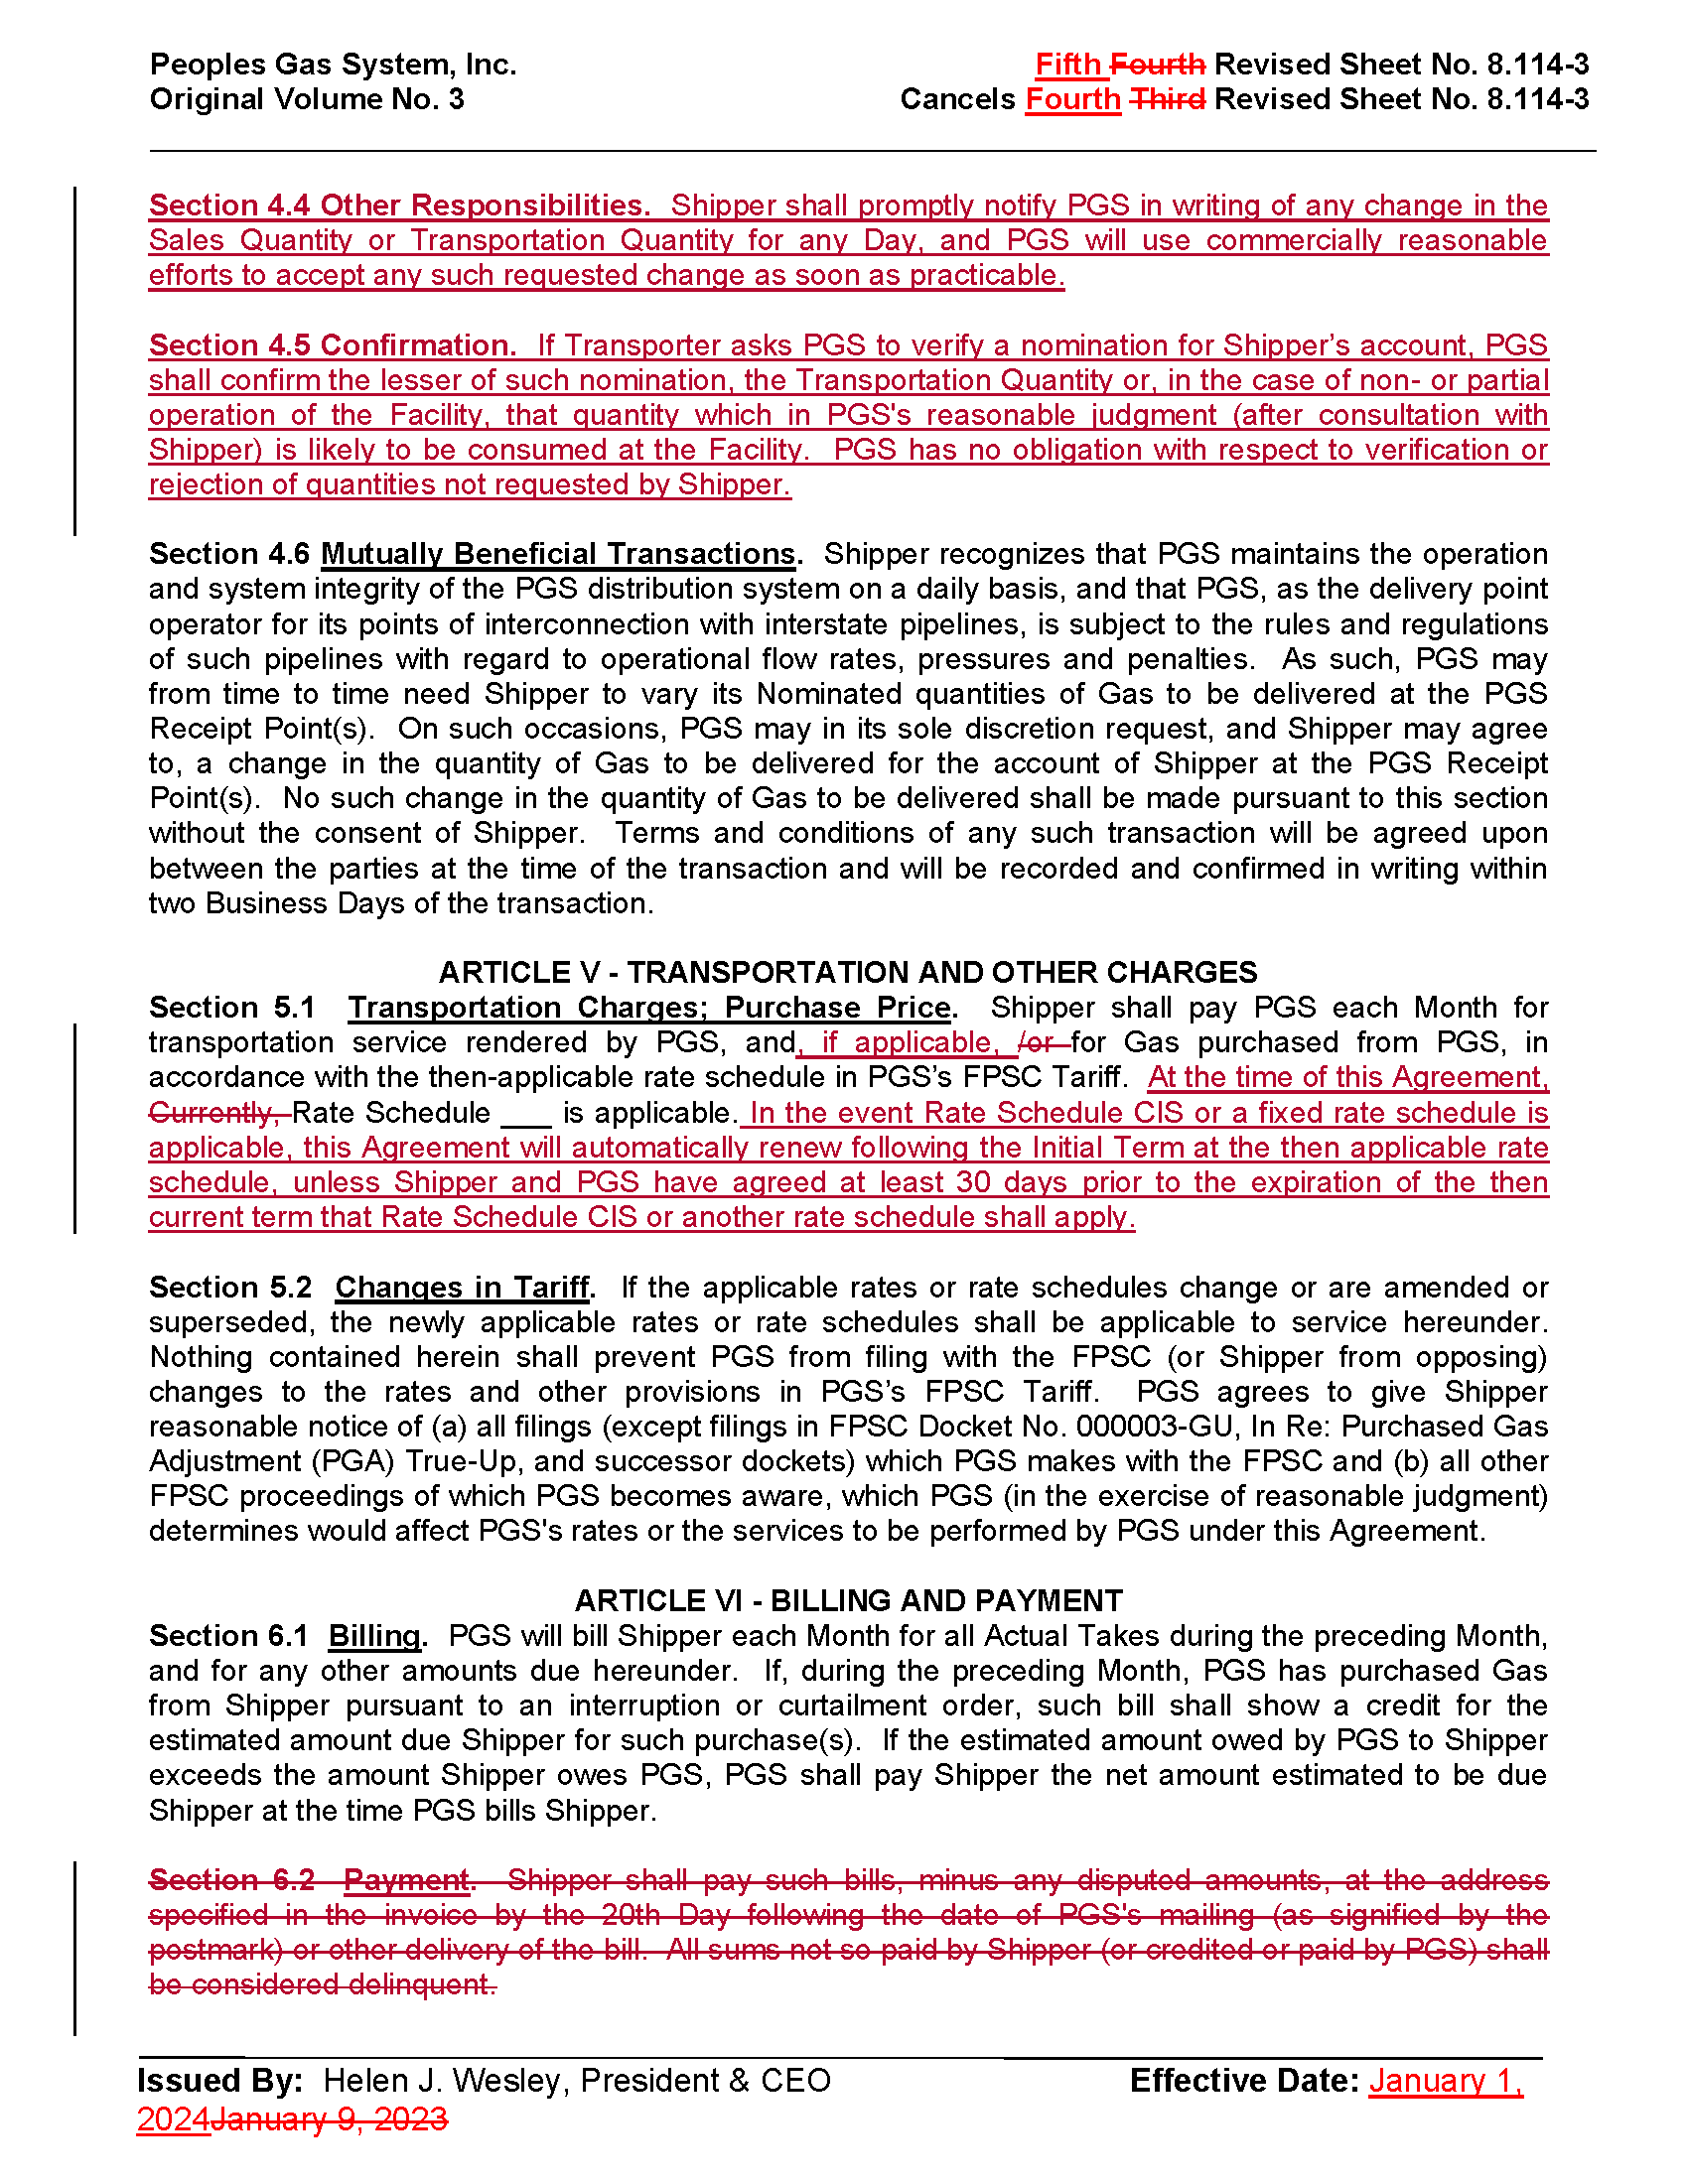 Peoples Gas System, Inc. Fifth Fourth Revised Sheet No. 8.114-3
Original Volume No. 3 Cancels Fourth Third Revised Sheet No. 8.114-3
Section 4.4 Other Responsibilities. Shipper shall promptly notify PGS in writing of any change in the
Sales Quantity or Transportation Quantity for any Day, and PGS will use commercially reasonable
efforts to accept any such requested change as soon as practicable.
Section 4.5 Confirmation. If Transporter asks PGS to verify a nomination for Shipper’s account, PGS
shall confirm the lesser of such nomination, the Transportation Quantity or, in the case of non- or partial
operation of the Facility, that quantity which in PGS's reasonable judgment (after consultation with
Shipper) is likely to be consumed at the Facility. PGS has no obligation with respect to verification or
rejection of quantities not requested by Shipper.
Section 4.6 Mutually Beneficial Transactions. Shipper recognizes that PGS maintains the operation
and system integrity of the PGS distribution system on a daily basis, and that PGS, as the delivery point
operator for its points of interconnection with interstate pipelines, is subject to the rules and regulations
of such pipelines with regard to operational flow rates, pressures and penalties. As such, PGS may
from time to time need Shipper to vary its Nominated quantities of Gas to be delivered at the PGS
Receipt Point(s). On such occasions, PGS may in its sole discretion request, and Shipper may agree
to, a change in the quantity of Gas to be delivered for the account of Shipper at the PGS Receipt
Point(s). No such change in the quantity of Gas to be delivered shall be made pursuant to this section
without the consent of Shipper. Terms and conditions of any such transaction will be agreed upon
between the parties at the time of the transaction and will be recorded and confirmed in writing within
two Business Days of the transaction.
ARTICLE V - TRANSPORTATION AND OTHER CHARGES
Section 5.1 Transportation Charges; Purchase Price. Shipper shall pay PGS each Month for
transportation service rendered by PGS, and, if applicable, /or for Gas purchased from PGS, in
accordance with the then-applicable rate schedule in PGS’s FPSC Tariff. At the time of this Agreement,
Currently, Rate Schedule ___ is applicable. In the event Rate Schedule CIS or a fixed rate schedule is
applicable, this Agreement will automatically renew following the Initial Term at the then applicable rate
schedule, unless Shipper and PGS have agreed at least 30 days prior to the expiration of the then
current term that Rate Schedule CIS or another rate schedule shall apply.
Section 5.2 Changes in Tariff. If the applicable rates or rate schedules change or are amended or
superseded, the newly applicable rates or rate schedules shall be applicable to service hereunder.
Nothing contained herein shall prevent PGS from filing with the FPSC (or Shipper from opposing)
changes to the rates and other provisions in PGS’s FPSC Tariff. PGS agrees to give Shipper
reasonable notice of (a) all filings (except filings in FPSC Docket No. 000003-GU, In Re: Purchased Gas
Adjustment (PGA) True-Up, and successor dockets) which PGS makes with the FPSC and (b) all other
FPSC proceedings of which PGS becomes aware, which PGS (in the exercise of reasonable judgment)
determines would affect PGS's rates or the services to be performed by PGS under this Agreement.
ARTICLE VI - BILLING AND PAYMENT
Section 6.1 Billing. PGS will bill Shipper each Month for all Actual Takes during the preceding Month,
and for any other amounts due hereunder. If, during the preceding Month, PGS has purchased Gas
from Shipper pursuant to an interruption or curtailment order, such bill shall show a credit for the
estimated amount due Shipper for such purchase(s). If the estimated amount owed by PGS to Shipper
exceeds the amount Shipper owes PGS, PGS shall pay Shipper the net amount estimated to be due
Shipper at the time PGS bills Shipper.
Section 6.2 Payment. Shipper shall pay such bills, minus any disputed amounts, at the address
specified in the invoice by the 20th Day following the date of PGS's mailing (as signified by the
postmark) or other delivery of the bill. All sums not so paid by Shipper (or credited or paid by PGS) shall
be considered delinquent.
Issued By: Helen J. Wesley, President & CEO Effective Date: January 1,
2024January 9, 2023